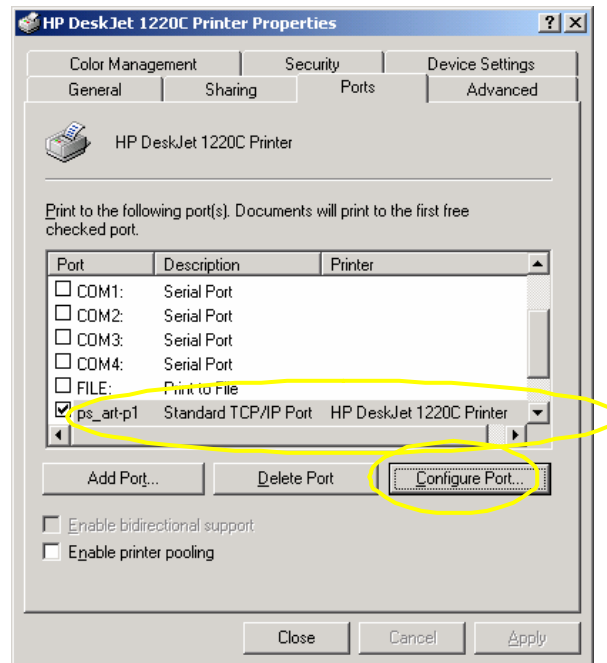 HP DeskJet 1220C Printer Properties
Color Management Security Device Settings
General Sharing Ports Advanced
HP DeskJet 1220C Printer
Print to the following port(s). Documents will print to the first free
checked port.
Port Description Printer
COM1: Serial Port
COM2: Serial Port
COM3: Serial Port
COM4: Serial Port
FILE: Print to File
ps_art-p1 Standard TCP/IP Port HP DeskJet 1220C Printer
Add Port... Delete Port Configure Port...
Enable bidirectional support
Enable printer pooling
Close Cancel Apply